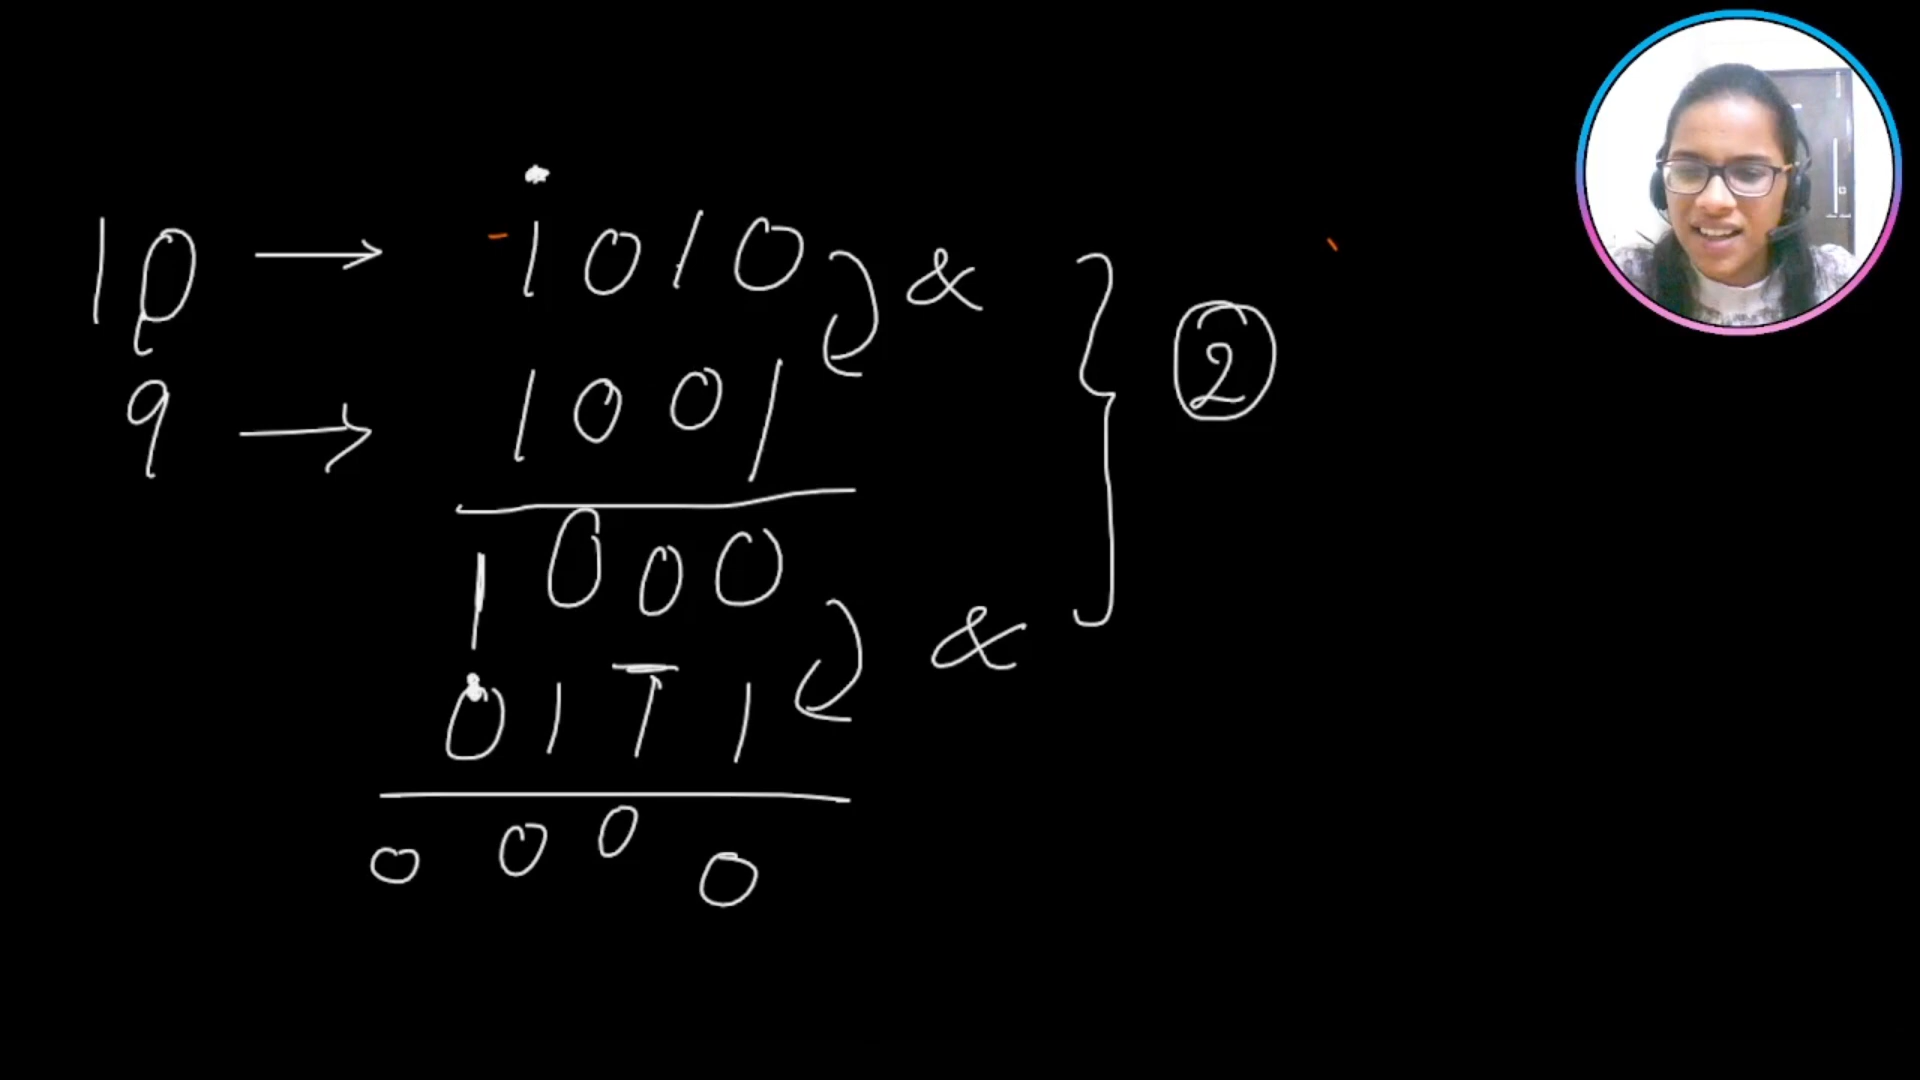 10 → 1010 &
9 → 1001
②
1000
0111 &
0000